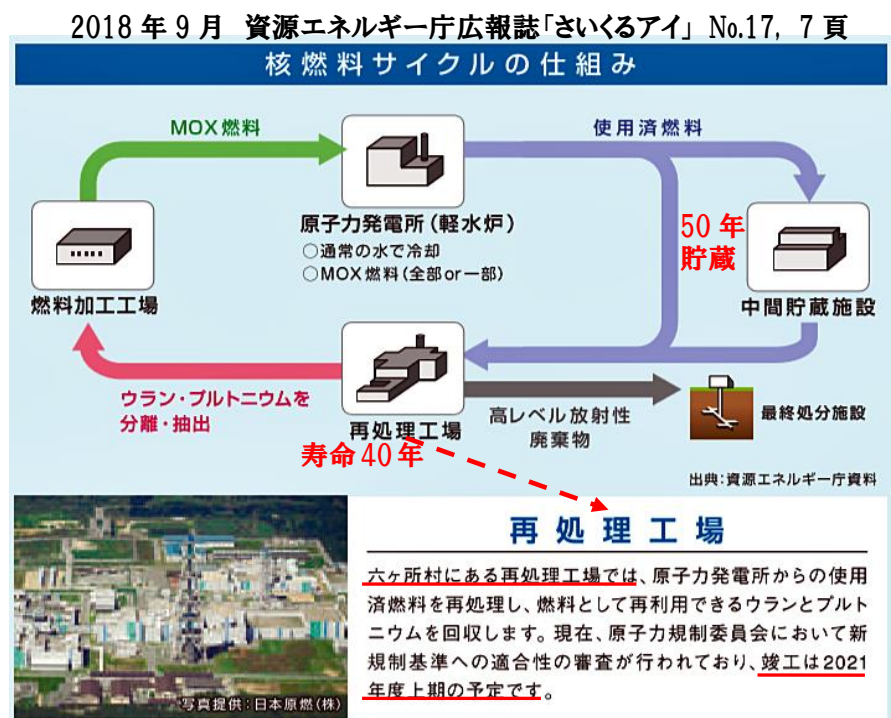 2018 年 9 月 資源エネルギー庁広報誌「さいくるアイ」 No.17, 7 頁
核燃料サイクルの仕組み
MOX燃料
使用済燃料
原子力発電所(軽水炉)
○通常の水で冷却
○MOX燃料(全部or一部)
50 年
貯蔵
燃料加工工場
中間貯蔵施設
ウラン・プルトニウムを
分離・抽出
再処理工場
寿命 40 年
高レベル放射性
廃棄物
最終処分施設
出典:資源エネルギー庁資料
再処理工場
六ヶ所村にある再処理工場では、原子力発電所からの使用
済燃料を再処理し、燃料として再利用できるウランとプルト
ニウムを回収します。現在、原子力規制委員会において新
規制基準への適合性の審査が行われており、竣工は2021
年度上期の予定です。
写真提供:日本原燃(株)